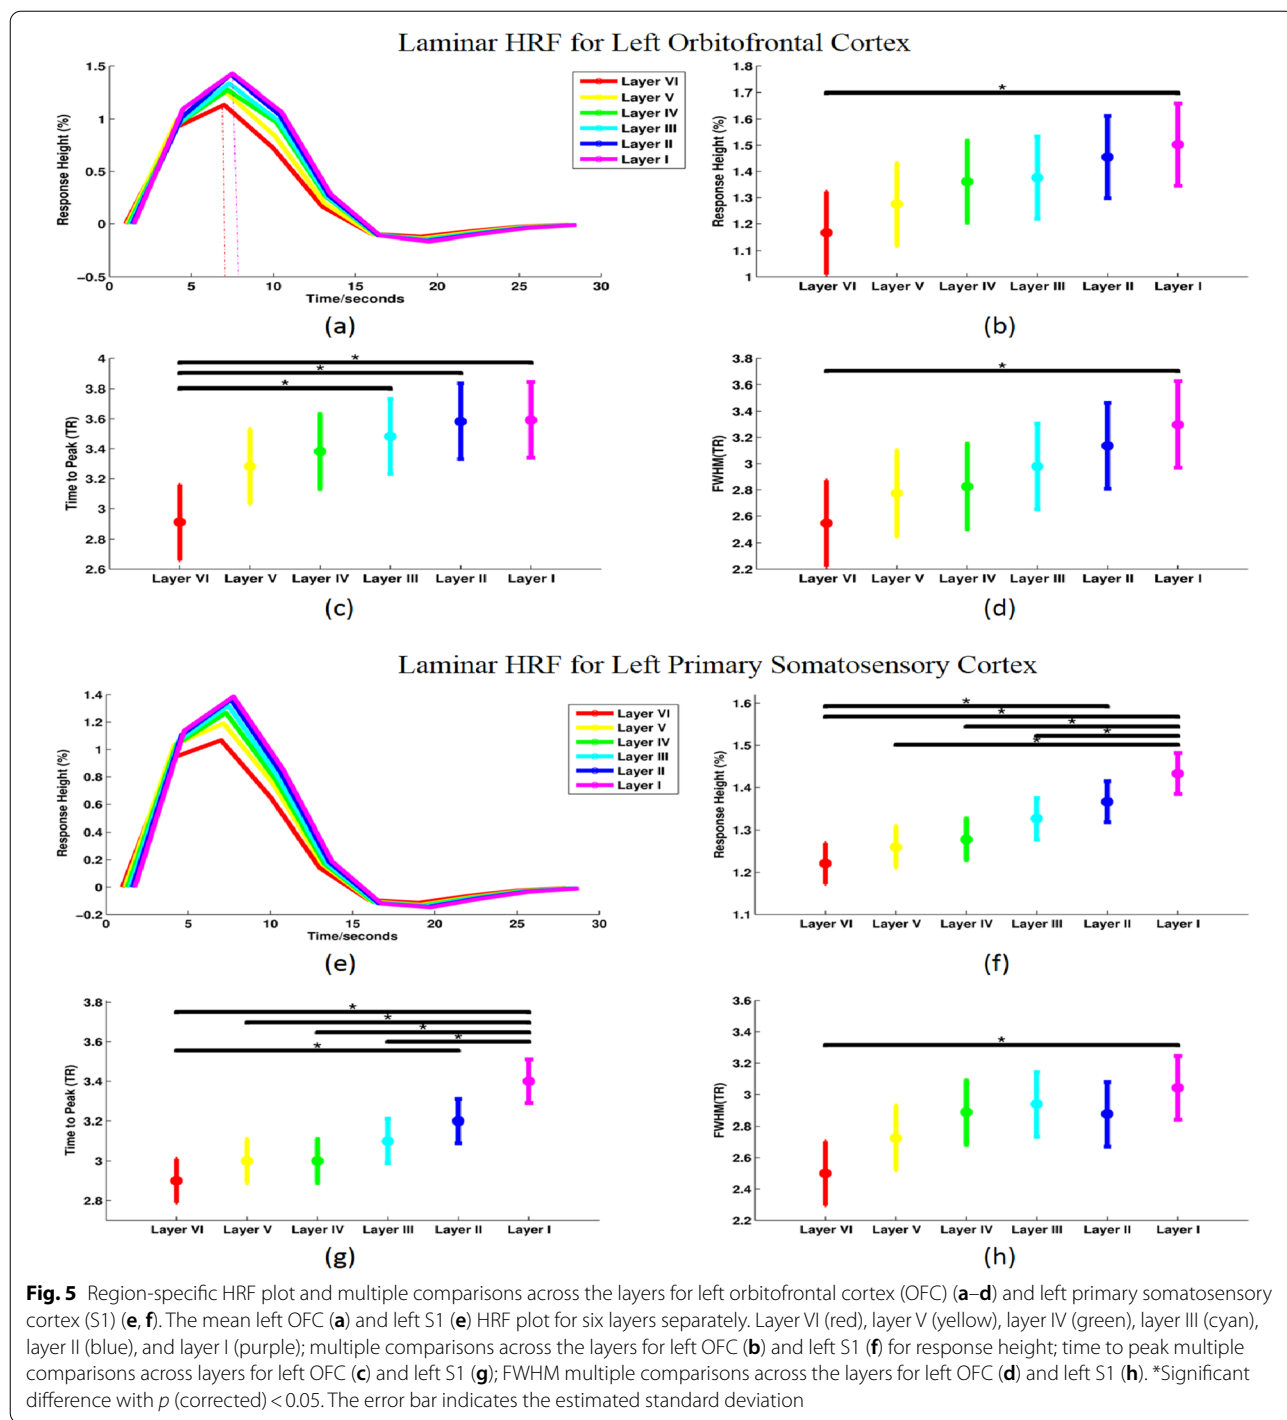 Laminar HRF for Left Orbitofrontal Cortex
1.5
1
0.5
0
−0.5
0
5
10
15
20
25
30
Response Height (%)
Time/seconds
Layer VI
Layer V
Layer IV
Layer III
Layer II
Layer I
(a)
1.8
1.7
1.6
1.5
1.4
1.3
1.2
1.1
1
Response Height (%)
*
Layer VI Layer V Layer IV Layer III Layer II Layer I
(b)
4
3.8
3.6
3.4
3.2
3
2.8
2.6
Time to Peak (TR)
*
*
*
Layer VI Layer V Layer IV Layer III Layer II Layer I
(c)
3.8
3.6
3.4
3.2
3
2.8
2.6
2.4
2.2
FWHM(TR)
*
Layer VI Layer V Layer IV Layer III Layer II Layer I
(d)
Laminar HRF for Left Primary Somatosensory Cortex
1.4
1.2
1
0.8
0.6
0.4
0.2
0
−0.2
0
5
10
15
20
25
30
Response Height (%)
Time/seconds
Layer VI
Layer V
Layer IV
Layer III
Layer II
Layer I
(e)
1.6
1.5
1.4
1.3
1.2
1.1
Response Height (%)
*
*
*
*
*
Layer VI Layer V Layer IV Layer III Layer II Layer I
(f)
3.8
3.6
3.4
3.2
3
2.8
Time to Peak (TR)
*
*
*
*
*
Layer VI Layer V Layer IV Layer III Layer II Layer I
(g)
3.6
3.4
3.2
3
2.8
2.6
2.4
2.2
FWHM(TR)
*
Layer VI Layer V Layer IV Layer III Layer II Layer I
(h)
Fig. 5 Region-specific HRF plot and multiple comparisons across the layers for left orbitofrontal cortex (OFC) (a–d) and left primary somatosensory
cortex (S1) (e, f). The mean left OFC (a) and left S1 (e) HRF plot for six layers separately. Layer VI (red), layer V (yellow), layer IV (green), layer III (cyan),
layer II (blue), and layer I (purple); multiple comparisons across the layers for left OFC (b) and left S1 (f) for response height; time to peak multiple
comparisons across layers for left OFC (c) and left S1 (g); FWHM multiple comparisons across the layers for left OFC (d) and left S1 (h). *Significant
difference with p (corrected) < 0.05. The error bar indicates the estimated standard deviation